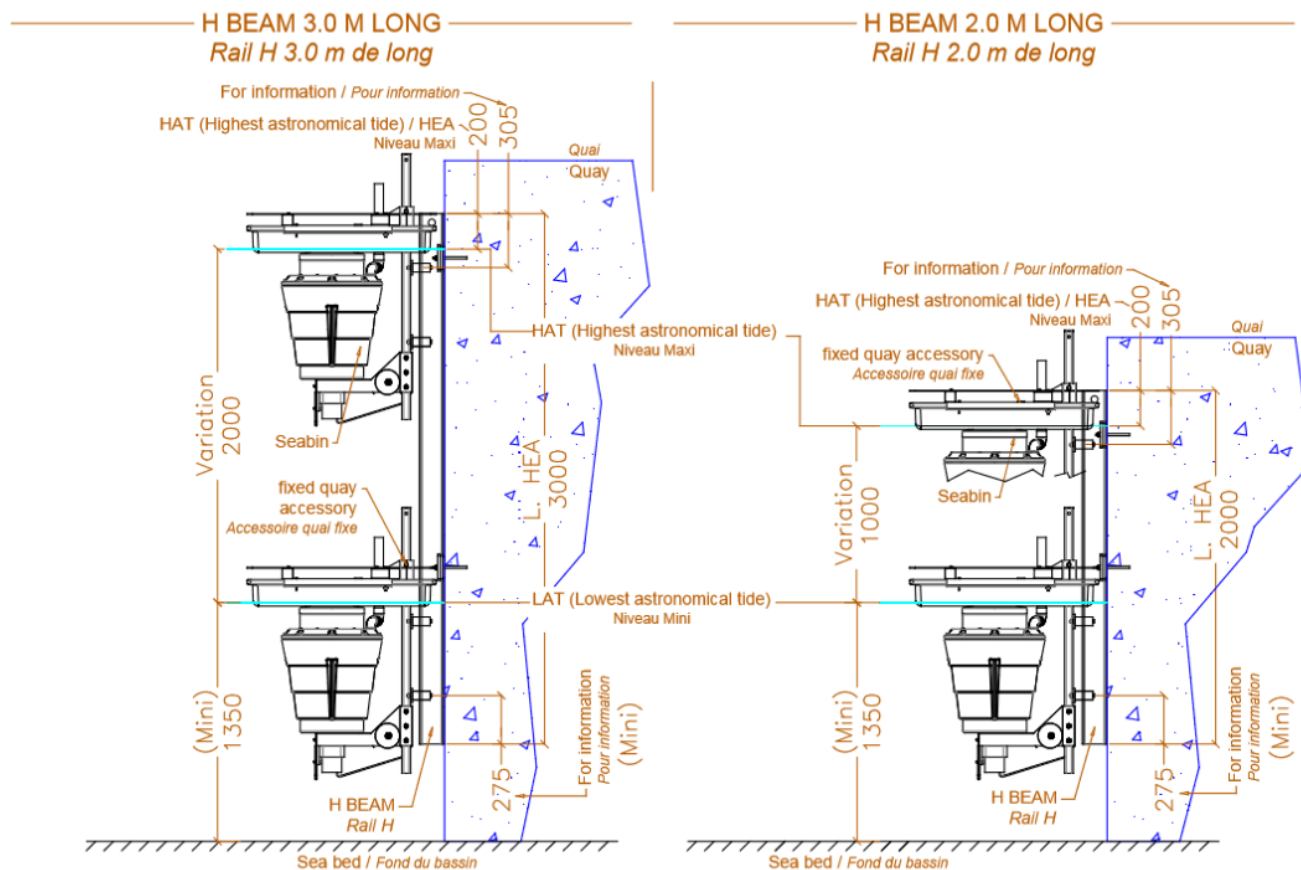 H BEAM 3.0 M LONG
Rail H 3.0 m de long
For information / Pour information
HAT (Highest astronomical tide) / HEA
Niveau Maxi
200
305
Quai
Quay
HAT (Highest astronomical tide)
Niveau Maxi
Variation
2000
Seabin
L. HEA
3000
fixed quay
accessory
Accessoire quai fixe
LAT (Lowest astronomical tide)
Niveau Mini
(Mini)
1350
For information
Pour information
(Mini)
275
H BEAM
Rail H
Sea bed / Fond du bassin
H BEAM 2.0 M LONG
Rail H 2.0 m de long
For information / Pour information
HAT (Highest astronomical tide) / HEA
Niveau Maxi
200
305
Quai
Quay
fixed quay accessory
Accessoire quai fixe
Seabin
Variation
1000
L. HEA
2000
(Mini)
1350
For information
Pour information
(Mini)
275
H BEAM
Rail H
Sea bed / Fond du bassin